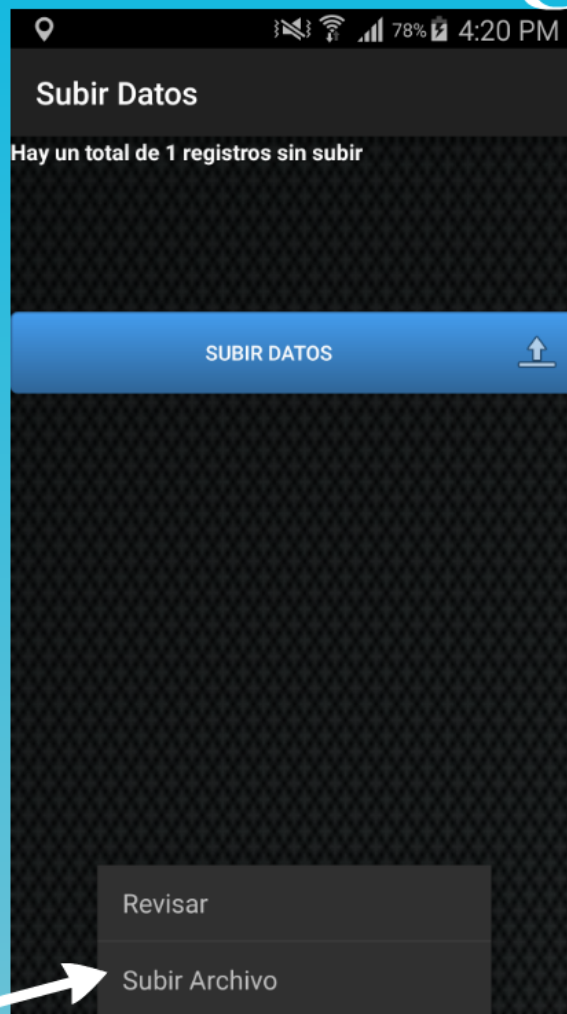 78% 4:20 PM
Subir Datos
Hay un total de 1 registros sin subir
SUBIR DATOS
Revisar
Subir Archivo